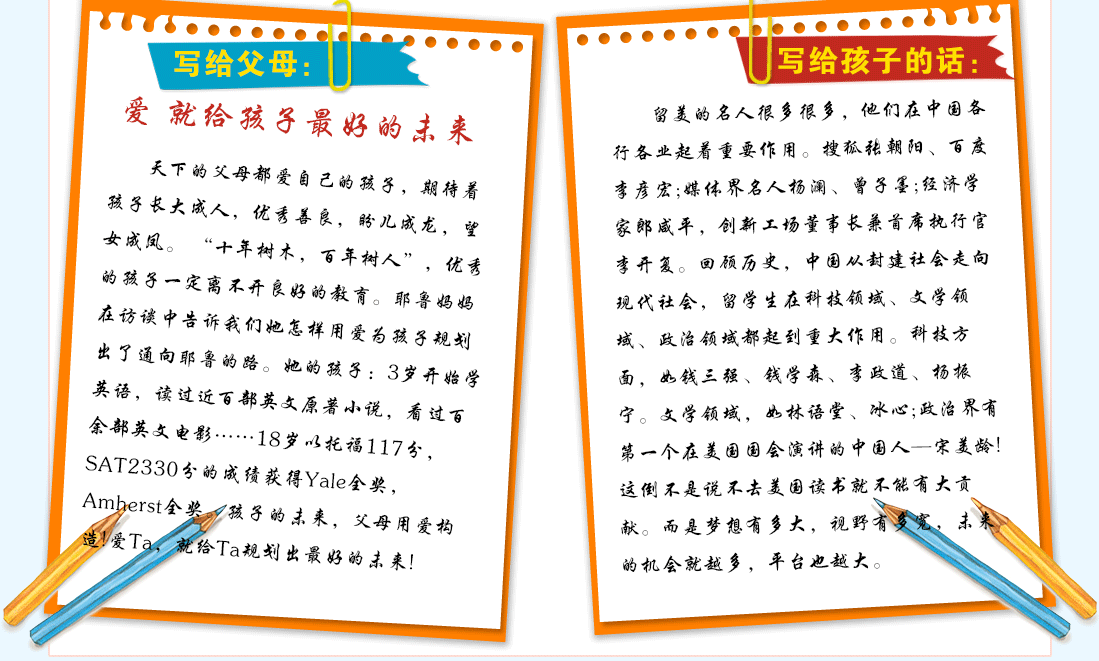 写给父母：
爱 就给孩子最好的未来
天下的父母都爱自己的孩子，期待着
孩子长大成人，优秀善良，盼儿成龙，望
女成凤。 “十年树木，百年树人”，优秀
的孩子一定离不开良好的教育。耶鲁妈妈
在访谈中告诉我们她怎样用爱为孩子规划
出了通向耶鲁的路。她的孩子：3岁开始学
英语，读过近百部英文原著小说，看过百
余部英文电影……18岁以托福117分，
SAT2330分的成绩获得Yale全奖，
Amherst全奖。孩子的未来，父母用爱构
造!爱Ta，就给Ta规划出最好的未来!
写给孩子的话：
留美的名人很多很多，他们在中国各
行各业起着重要作用。搜狐张朝阳、百度
李彦宏;媒体界名人杨澜、曾子墨;经济学
家郎咸平，创新工场董事长兼首席执行官
李开复。回顾历史，中国从封建社会走向
现代社会，留学生在科技领域、文学领
域、政治领域都起到重大作用。科技方
面，如钱三强、钱学森、李政道、杨振
宁。文学领域，如林语堂、冰心;政治界有
第一个在美国国会演讲的中国人—宋美龄!
这倒不是说不去美国读书就不能有大贡
献。而是梦想有多大，视野有多宽，未来
的机会就越多，平台也越大。